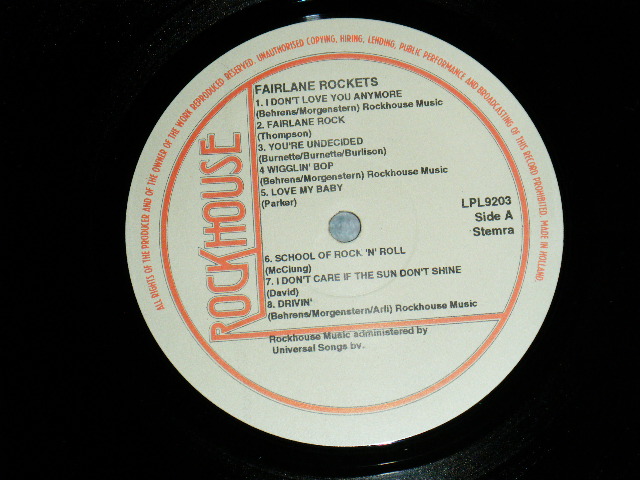 ALL RIGHTS OF THE PRODUCER AND OF THE OWNER OF THE WORK REPRODUCED RESERVED. UNAUTHORISED COPYING, HIRING, LENDING, PUBLIC PERFORMANCE AND BROADCASTING OF THIS RECORD PROHIBITED. MADE IN HOLLAND.
ROCKHOUSE
FAIRLANE ROCKETS
1. I DON'T LOVE YOU ANYMORE
(Behrens/Morgenstern) Rockhouse Music
2. FAIRLANE ROCK
(Thompson)
3. YOU'RE UNDECIDED
(Burnette/Burnette/Burlison)
4 WIGGLIN' BOP
(Behrens/Morgenstern) Rockhouse Music
5. LOVE MY BABY
(Parker)
LPL9203
Side A
Stemra
6. SCHOOL OF ROCK 'N' ROLL
(McClung)
7. I DON'T CARE IF THE SUN DON'T SHINE
(David)
8. DRIVIN'
(Behrens/Morgenstern/Arfi) Rockhouse Music
Rockhouse Music administered by
Universal Songs bv.